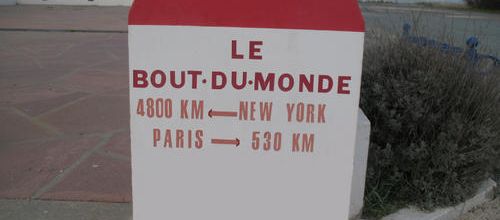 LE
BOUT·DU·MONDE
4800 KM ← NEW YORK
PARIS → 530 KM